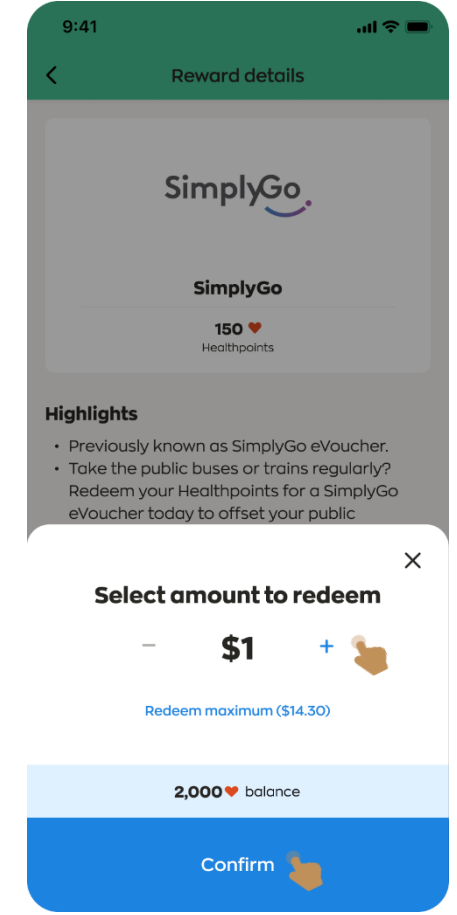 9:41
Reward details
SimplyGo
SimplyGo
150
Healthpoints
Highlights
• Previously known as SimplyGo eVoucher.
• Take the public buses or trains regularly?
Redeem your Healthpoints for a SimplyGo
eVoucher today to offset your public
Select amount to redeem
− $1 +
Redeem maximum ($14.30)
2,000 balance
Confirm